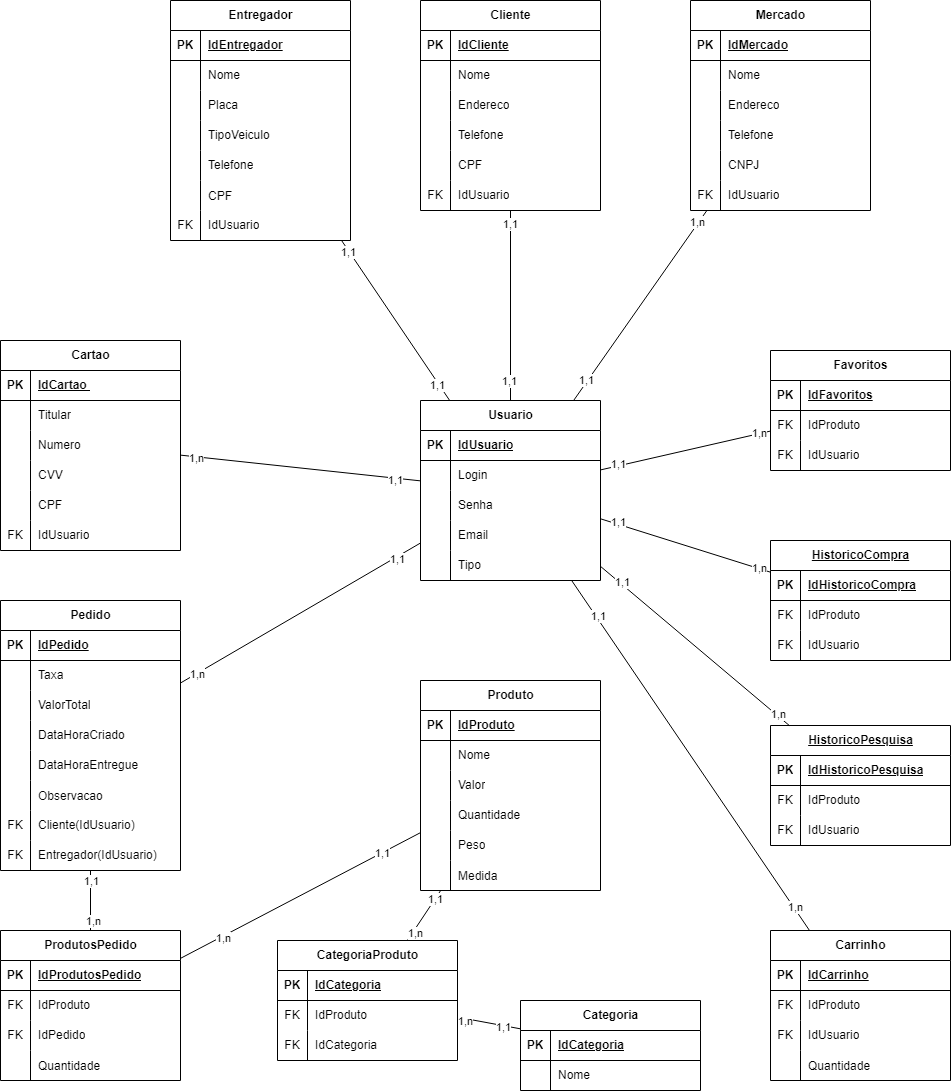 Entregador
PK IdEntregador
Nome
Placa
TipoVeiculo
Telefone
CPF
FK IdUsuario
1,1
Cliente
PK IdCliente
Nome
Endereco
Telefone
CPF
FK IdUsuario
1,1
Mercado
PK IdMercado
Nome
Endereco
Telefone
CNPJ
FK IdUsuario
1,n
Cartao
PK IdCartao
Titular
Numero
CVV
CPF
FK IdUsuario
1,n
1,1
1,1
1,1
1,1
Usuario
PK IdUsuario
Login
Senha
Email
Tipo
1,1
1,1
1,1
1,1
1,1
Favoritos
PK IdFavoritos
FK IdProduto
FK IdUsuario
1,n
HistoricoCompra
PK IdHistoricoCompra
FK IdProduto
FK IdUsuario
1,n
Pedido
PK IdPedido
Taxa
ValorTotal
DataHoraCriado
DataHoraEntregue
Observacao
FK Cliente(IdUsuario)
FK Entregador(IdUsuario)
1,n
1,1
Produto
PK IdProduto
Nome
Valor
Quantidade
Peso
Medida
1,1
1,1
1,n
HistoricoPesquisa
PK IdHistoricoPesquisa
FK IdProduto
FK IdUsuario
1,n
ProdutosPedido
PK IdProdutosPedido
FK IdProduto
FK IdPedido
Quantidade
1,n
1,n
CategoriaProduto
PK IdCategoria
FK IdProduto
FK IdCategoria
1,n
1,1
Categoria
PK IdCategoria
Nome
1,n
Carrinho
PK IdCarrinho
FK IdProduto
FK IdUsuario
Quantidade